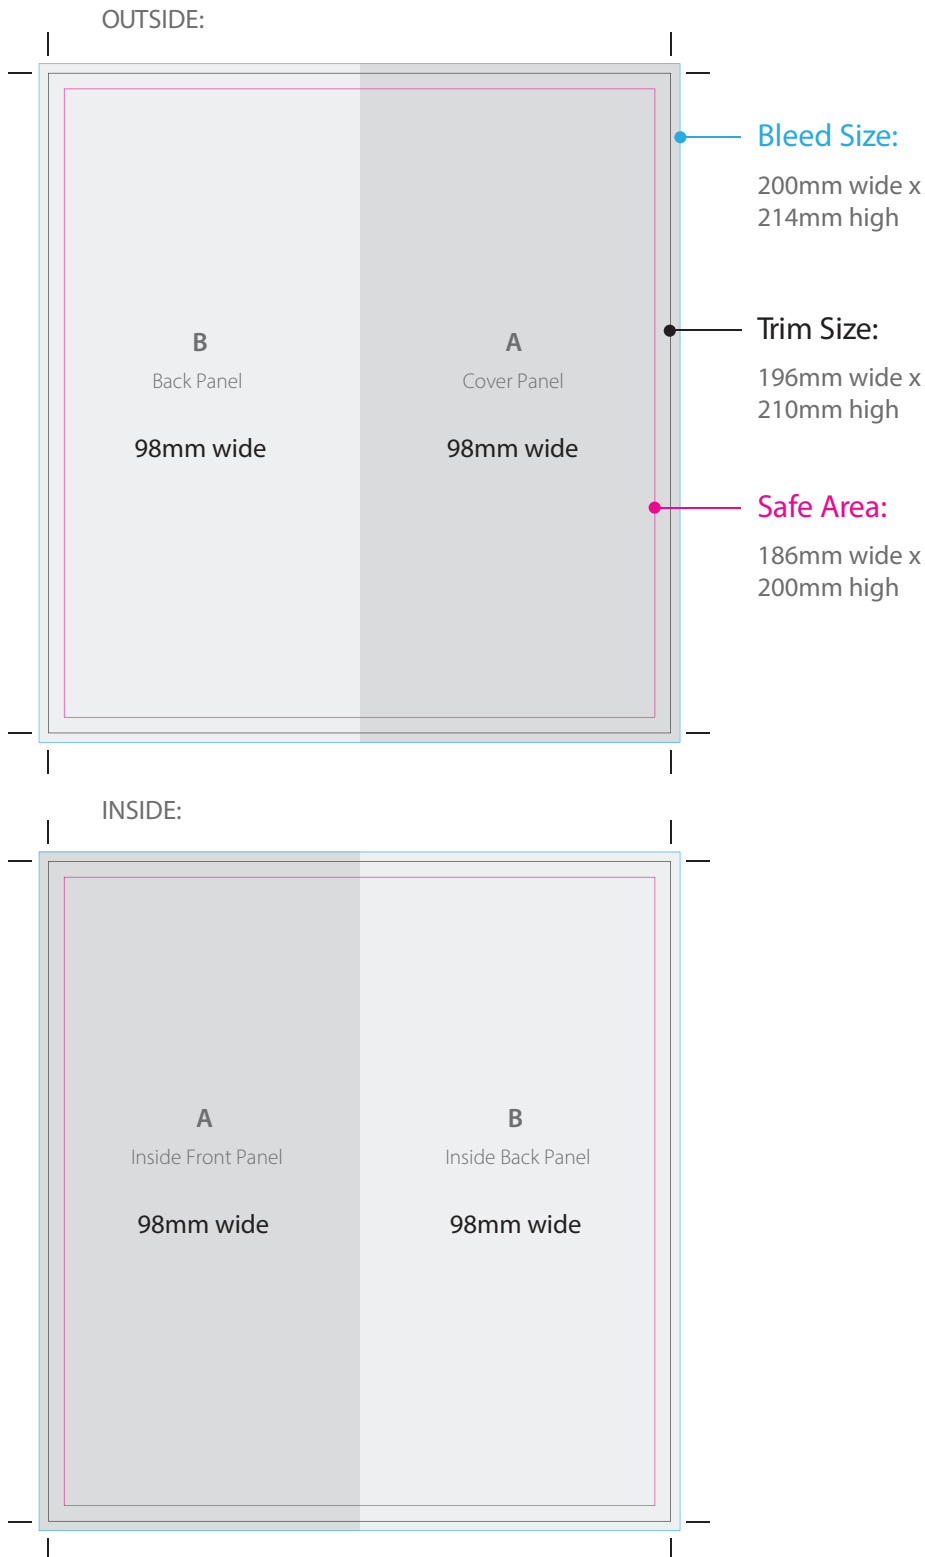 OUTSIDE:
Bleed Size:
200mm wide x
214mm high
B
Back Panel
98mm wide
A
Cover Panel
98mm wide
Trim Size:
196mm wide x
210mm high
Safe Area:
186mm wide x
200mm high
INSIDE:
A
Inside Front Panel
98mm wide
B
Inside Back Panel
98mm wide